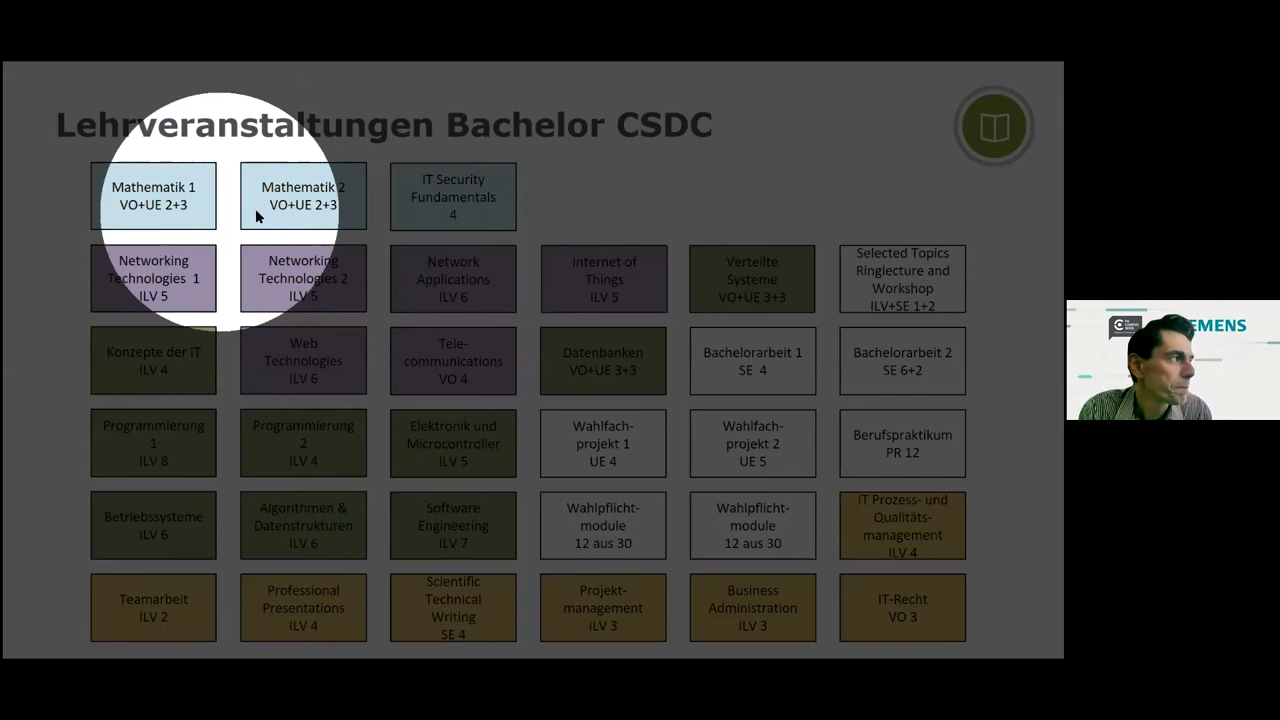 Lehrveranstaltungen Bachelor CSDC
Mathematik 1
VO+UE 2+3
Mathematik 2
VO+UE 2+3
IT Security
Fundamentals
4
Networking
Technologies 1
ILV 5
Networking
Technologies 2
ILV 5
Network
Applications
ILV 6
Internet of
Things
ILV 5
Verteilte
Systeme
VO+UE 3+3
Selected Topics
Ringlecture and
Workshop
ILV+SE 1+2
Konzepte der IT
ILV 4
Web
Technologies
ILV 6
Tele-
communications
VO 4
Datenbanken
VO+UE 3+3
Bachelorarbeit 1
SE 4
Bachelorarbeit 2
SE 6+2
Programmierung
1
ILV 8
Programmierung
2
ILV 4
Elektronik und
Microcontroller
ILV 5
Wahlfach-
projekt 1
UE 4
Wahlfach-
projekt 2
UE 5
Berufspraktikum
PR 12
Betriebssysteme
ILV 6
Algorithmen &
Datenstrukturen
ILV 6
Software
Engineering
ILV 7
Wahlpflicht-
module
12 aus 30
Wahlpflicht-
module
12 aus 30
IT Prozess- und
Qualitäts-
management
ILV 4
Teamarbeit
ILV 2
Professional
Presentations
ILV 4
Scientific
Technical
Writing
SE 4
Projekt-
management
ILV 3
Business
Administration
ILV 3
IT-Recht
VO 3
EMENS